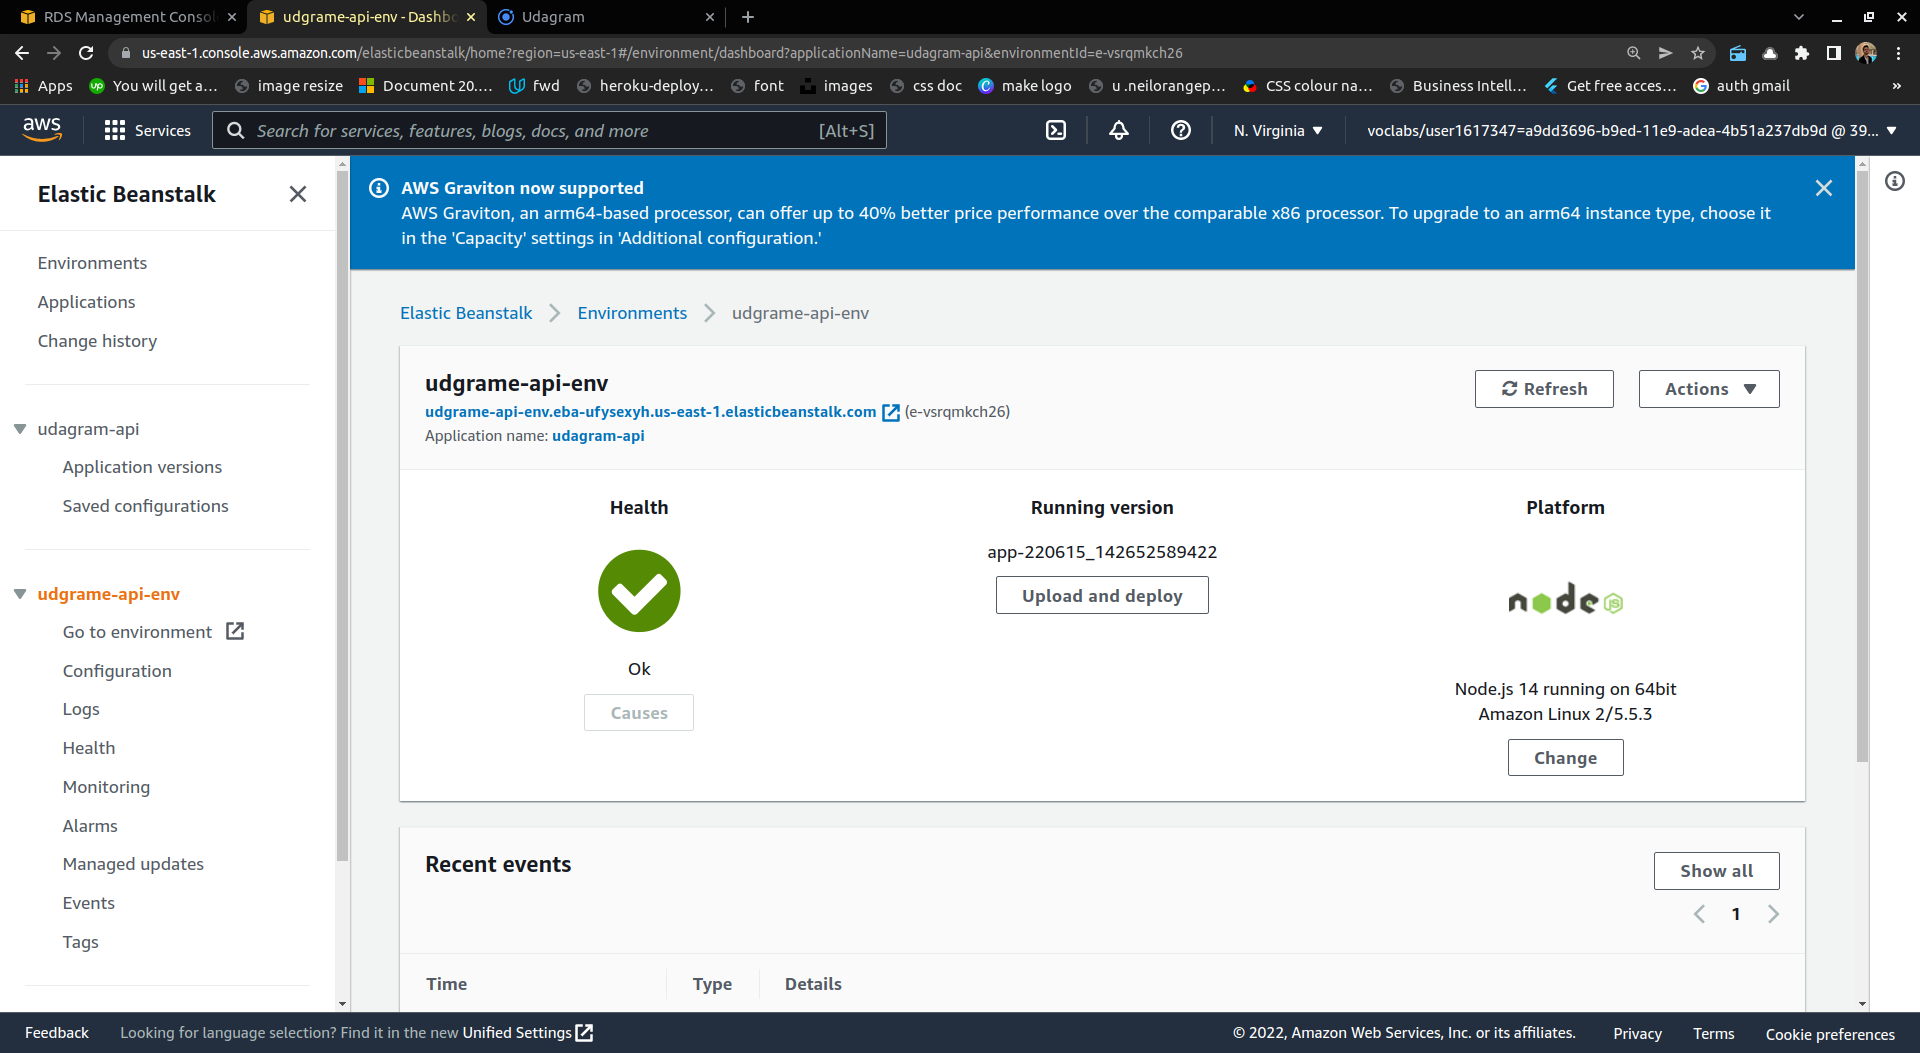 RDS Management Consol
udgrame-api-env - Dashbo
Udagram
us-east-1.console.aws.amazon.com/elasticbeanstalk/home?region=us-east-1#/environment/dashboard?applicationName=udagram-api&environmentId=e-vsrqmkch26
Apps
up
You will get a...
image resize
Document 20....
fwd
heroku-deploy...
font
images
css doc
make logo
u .neilorangep...
CSS colour na...
Business Intell...
Get free acces...
auth gmail
»
aws
Services
Search for services, features, blogs, docs, and more
[Alt+S]
N. Virginia
voclabs/user1617347=a9dd3696-b9ed-11e9-adea-4b51a237db9d @ 39...
Elastic Beanstalk
Environments
Applications
Change history
udagram-api
Application versions
Saved configurations
udgrame-api-env
Go to environment
Configuration
Logs
Health
Monitoring
Alarms
Managed updates
Events
Tags
AWS Graviton now supported
AWS Graviton, an arm64-based processor, can offer up to 40% better price performance over the comparable x86 processor. To upgrade to an arm64 instance type, choose it
in the 'Capacity' settings in 'Additional configuration.'
Elastic Beanstalk
Environments
udgrame-api-env
udgrame-api-env
udgrame-api-env.eba-ufysexyh.us-east-1.elasticbeanstalk.com (e-vsrqmkch26)
Application name: udagram-api
Refresh
Actions
Health
Ok
Causes
Running version
app-220615_142652589422
Upload and deploy
Platform
node
JS
Node.js 14 running on 64bit
Amazon Linux 2/5.5.3
Change
Recent events
Show all
1
Time
Type
Details
Feedback
Looking for language selection? Find it in the new Unified Settings
© 2022, Amazon Web Services, Inc. or its affiliates.
Privacy
Terms
Cookie preferences